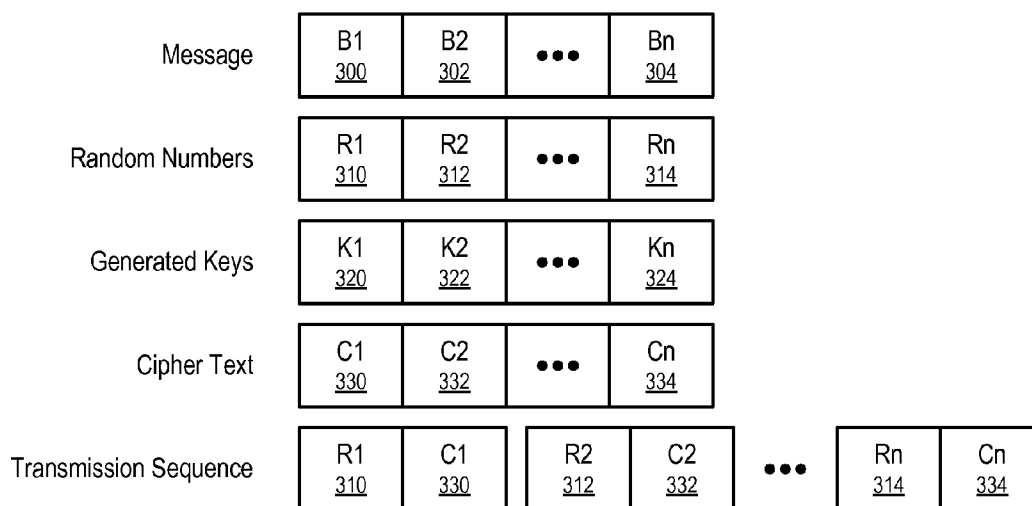 Message
B1 B2 ••• Bn
300 302 304
Random Numbers
R1 R2 ••• Rn
310 312 314
Generated Keys
K1 K2 ••• Kn
320 322 324
Cipher Text
C1 C2 ••• Cn
330 332 334
Transmission Sequence
R1 C1 R2 C2 ••• Rn Cn
310 330 312 332 314 334